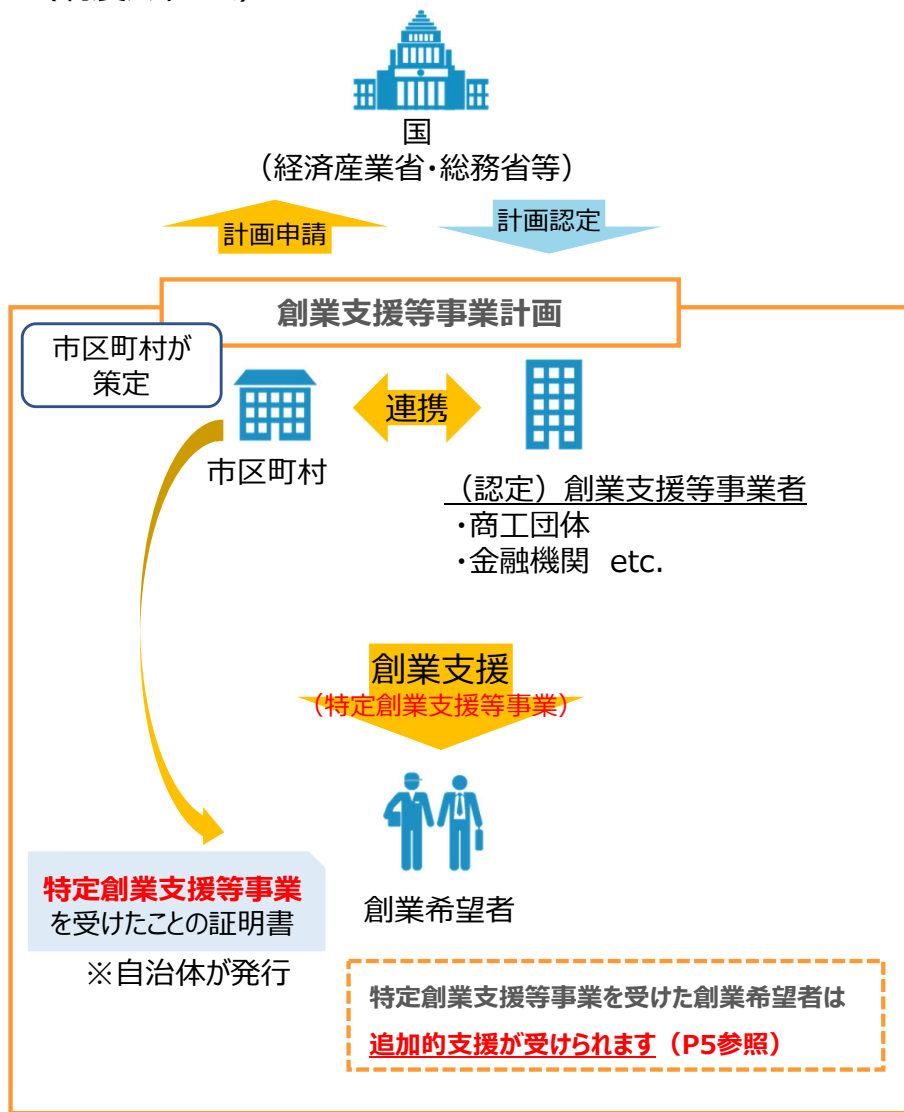 国
（経済産業省・総務省等）
計画申請
計画認定
創業支援等事業計画
市区町村が
策定
連携
市区町村
（認定）創業支援等事業者
・商工団体
・金融機関 etc.
創業支援
（特定創業支援等事業）
創業希望者
特定創業支援等事業
を受けたことの証明書
※自治体が発行
特定創業支援等事業を受けた創業希望者は
追加的支援が受けられます（P5参照）